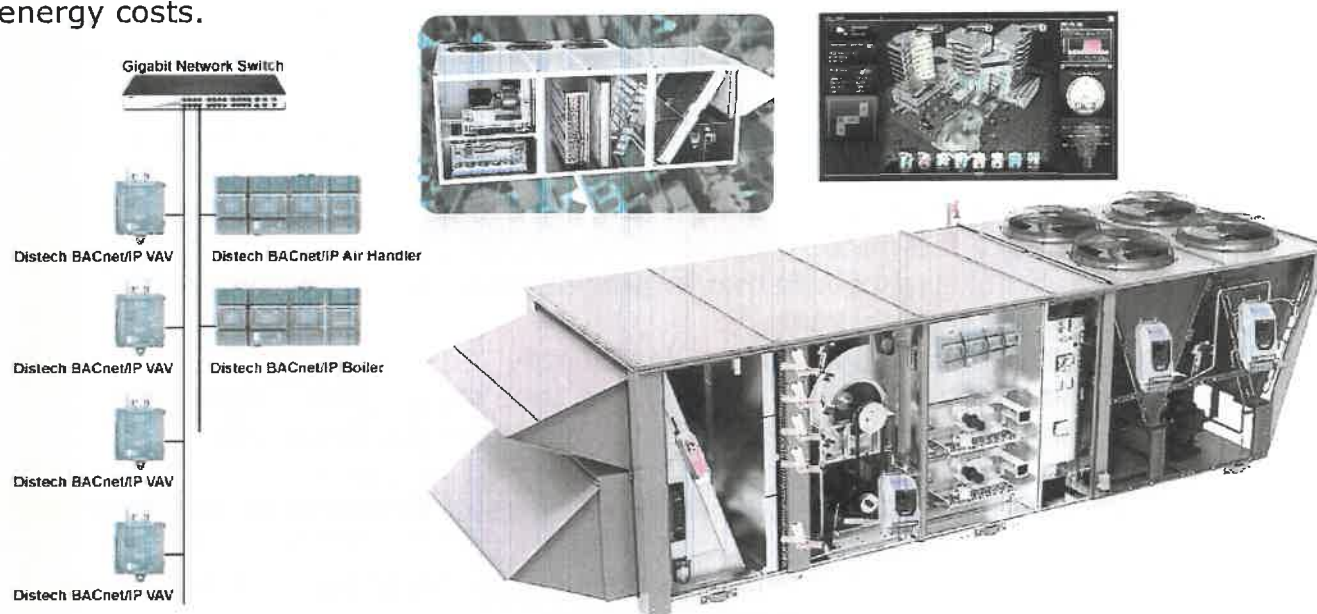 energy costs.
Gigabit Network Switch
Distech BACnet/IP VAV
Distech BACnet/IP Air Handler
Distech BACnet/IP VAV
Distech BACnet/IP Boiler
Distech BACnet/IP VAV
Distech BACnet/IP VAV